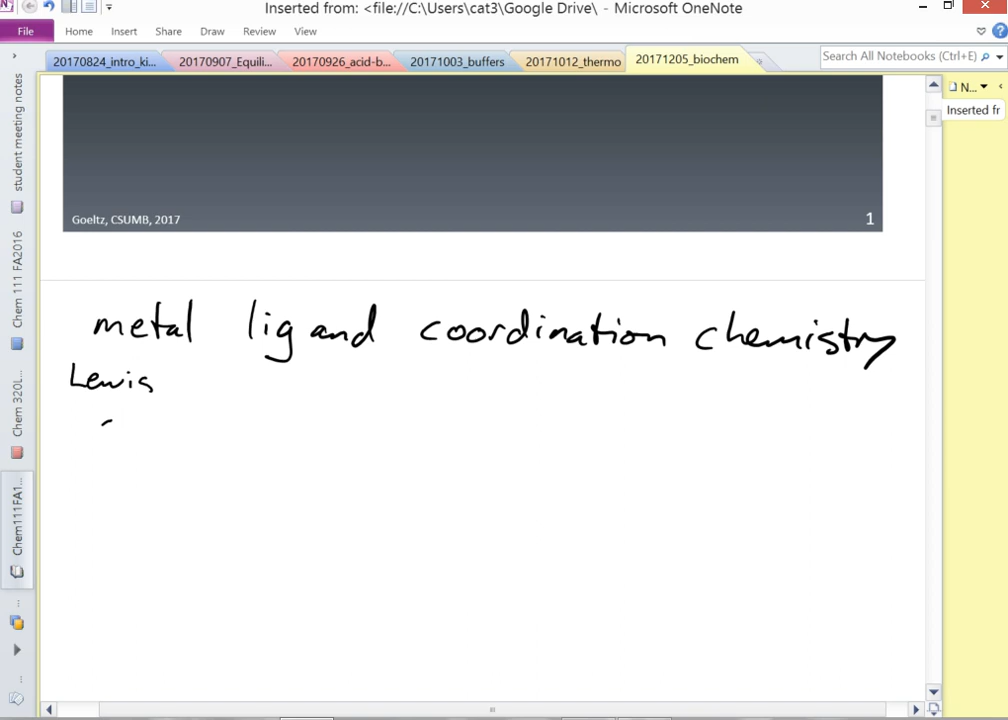 Inserted from: <file://C:\Users\cat3\Google Drive\ - Microsoft OneNote
File Home Insert Share Draw Review View
20170824_intro_ki... 20170907_Equili... 20170926_acid-b... 20171003_buffers 20171012_thermo 20171205_biochem
Search All Notebooks (Ctrl+E)
N...
Inserted fr
student meeting notes
Chem 111 FA2016
Chem 320L...
Chem111FA1...
Goeltz, CSUMB, 2017 1
metal ligand coordination chemistry
Lewis